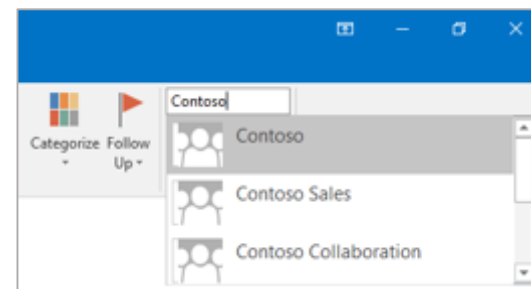 Contoso
Categorize Follow
Up
Contoso
Contoso Sales
Contoso Collaboration